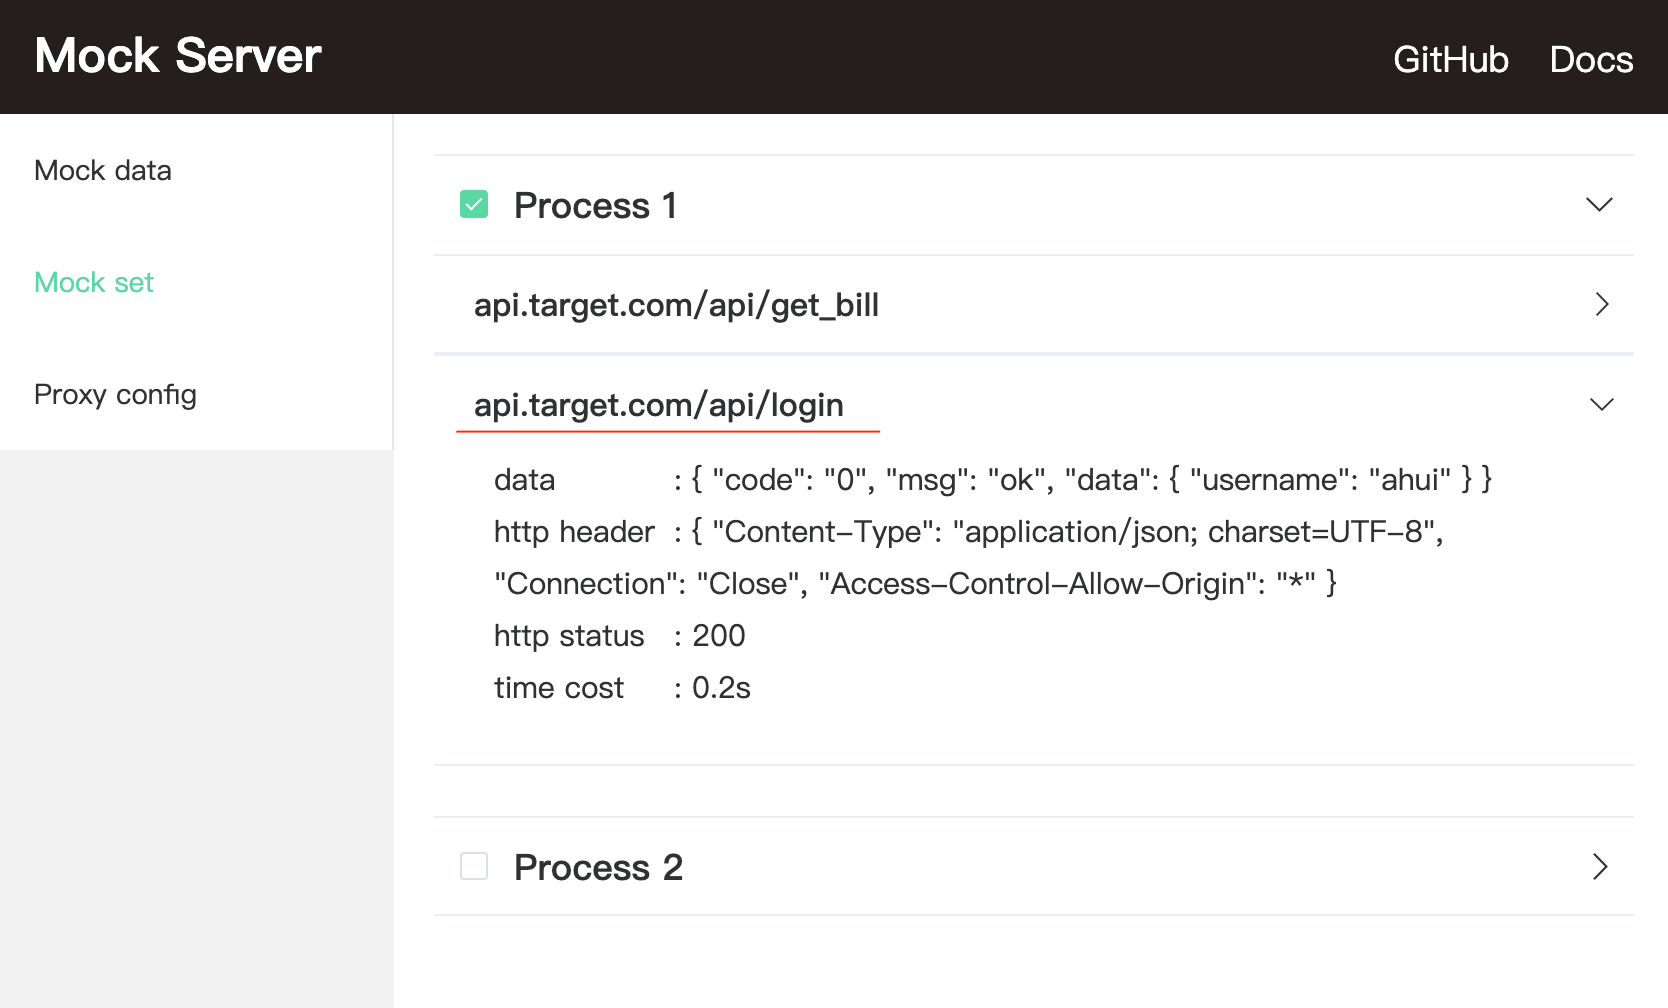 Mock Server
GitHub Docs
Mock data
Mock set
Proxy config
Process 1
api.target.com/api/get_bill
api.target.com/api/login
data : { "code": "0", "msg": "ok", "data": { "username": "ahui" } }
http header : { "Content-Type": "application/json; charset=UTF-8",
"Connection": "Close", "Access-Control-Allow-Origin": "*" }
http status : 200
time cost : 0.2s
Process 2